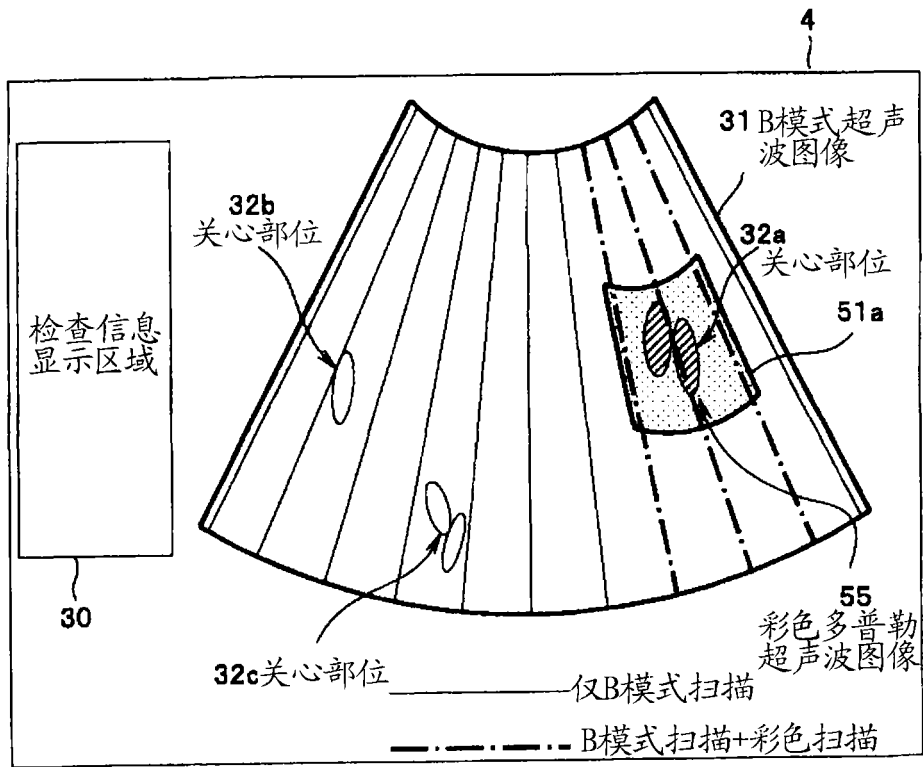 4
31 B模式超声
波图像
32b
关心部位
32a
关心部位
检查信息
显示区域
51a
30
55
彩色多普勒
超声波图像
32c关心部位
仅B模式扫描
B模式扫描+彩色扫描